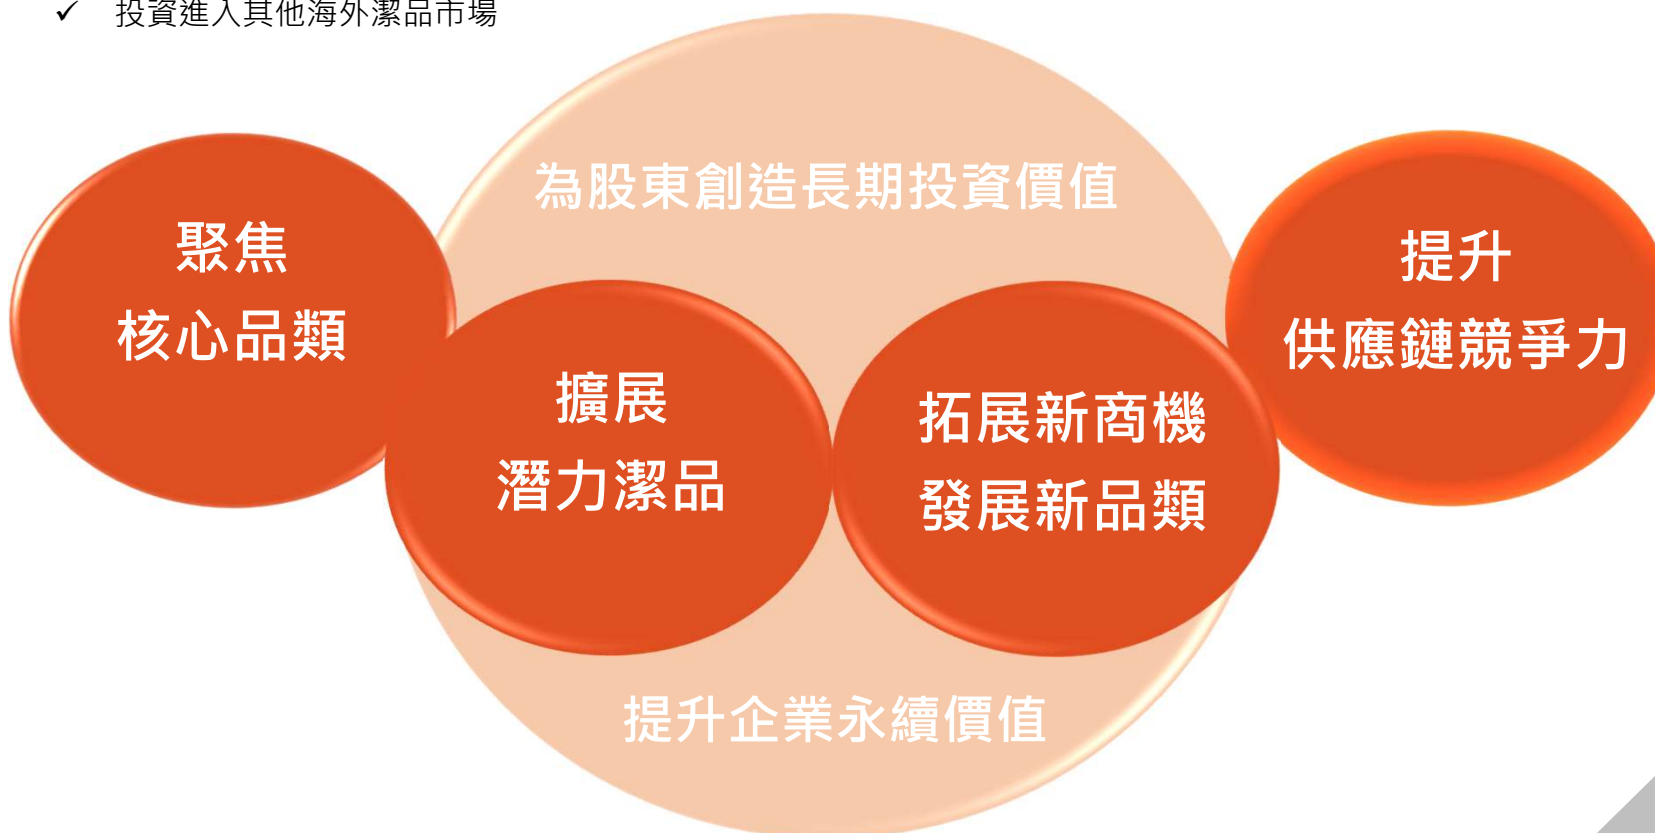 ✓ 投資進入其他海外潔品市場
為股東創造長期投資價值
聚焦
核心品類
擴展
潛力潔品
拓展新商機
發展新品類
提升
供應鏈競爭力
提升企業永續價值